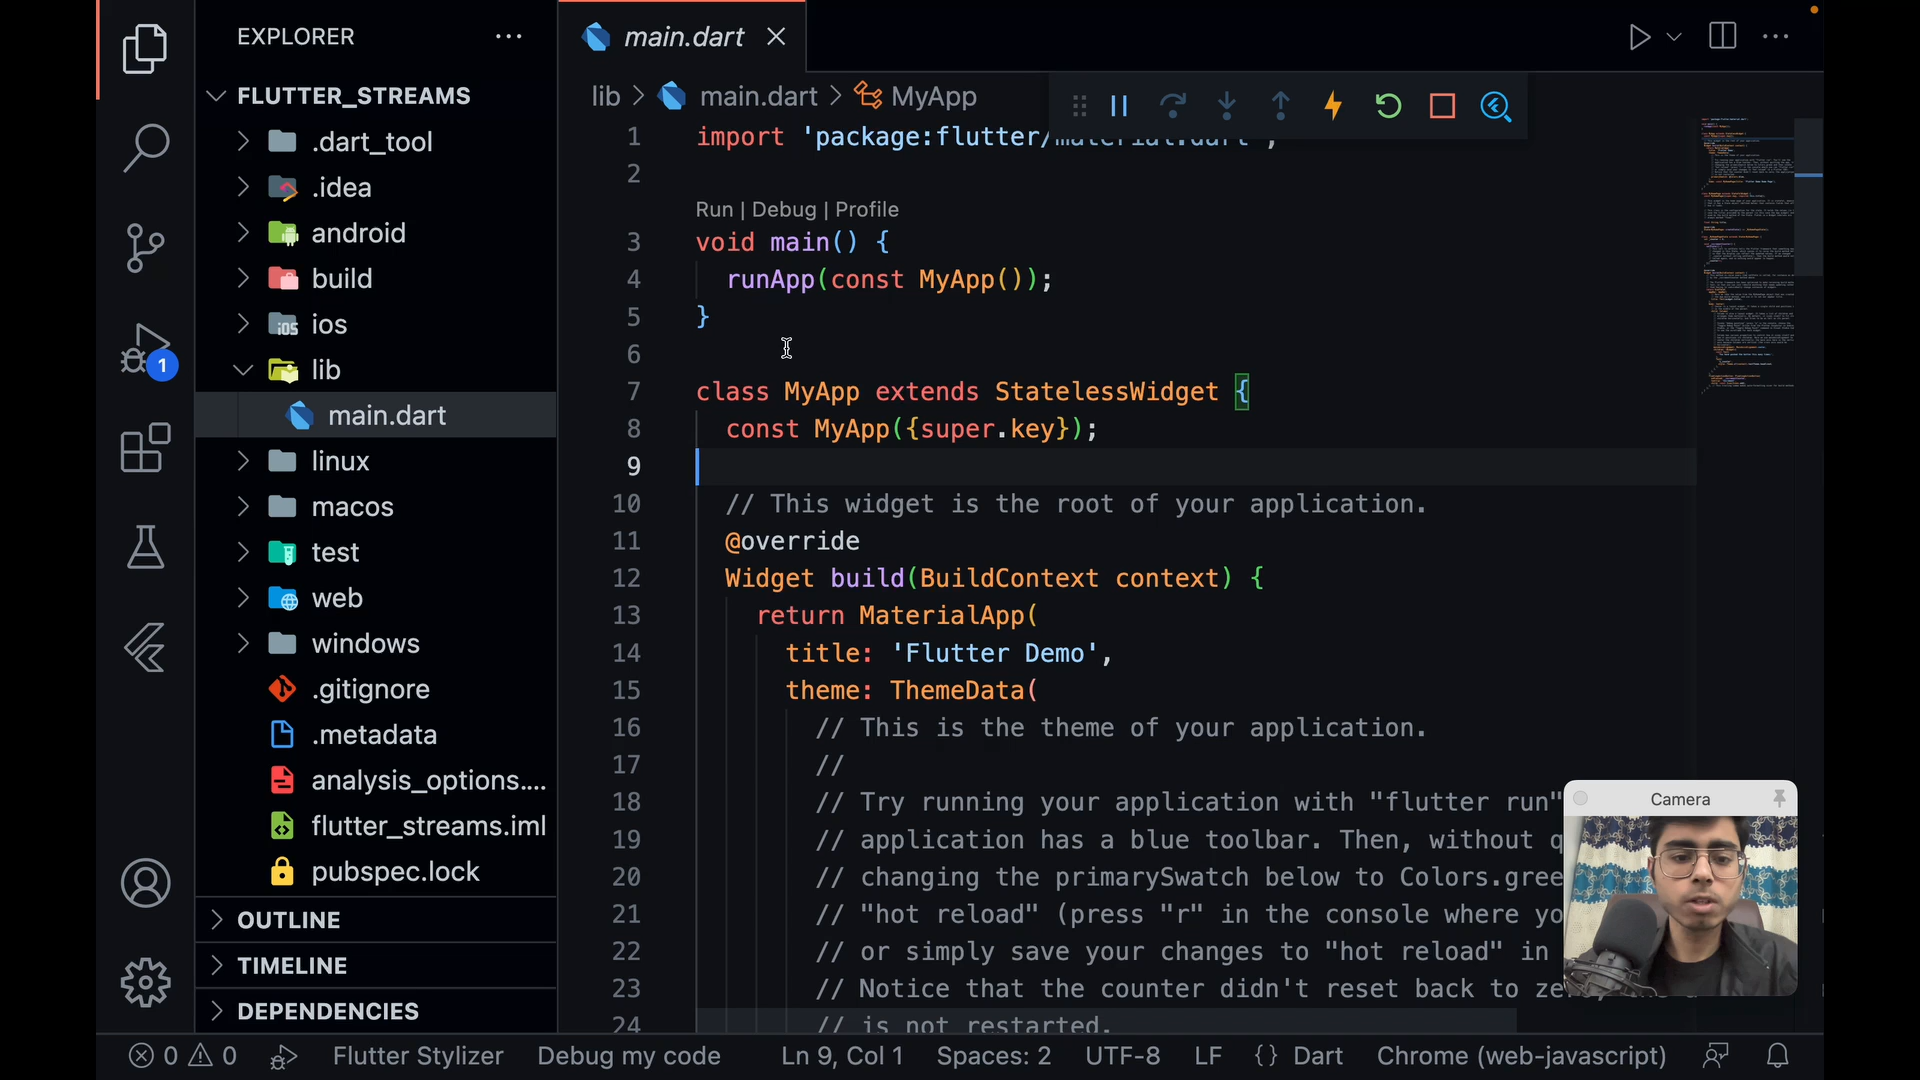 EXPLORER
FLUTTER_STREAMS
.dart_tool
.idea
android
build
ios
lib
main.dart
linux
macos
test
web
windows
.gitignore
.metadata
analysis_options....
flutter_streams.iml
pubspec.lock
OUTLINE
TIMELINE
DEPENDENCIES
1
main.dart
lib > main.dart > MyApp
1 import 'package:flutter/material.dart';
2
Run | Debug | Profile
3 void main() {
4 runApp(const MyApp());
5 }
6
7 class MyApp extends StatelessWidget {
8 const MyApp({super.key});
9
10 // This widget is the root of your application.
11 @override
12 Widget build(BuildContext context) {
13 return MaterialApp(
14 title: 'Flutter Demo',
15 theme: ThemeData(
16 // This is the theme of your application.
17 //
18 // Try running your application with "flutter run"
19 // application has a blue toolbar. Then, without q
20 // changing the primarySwatch below to Colors.gree
21 // "hot reload" (press "r" in the console where yo
22 // or simply save your changes to "hot reload" in
23 // Notice that the counter didn't reset back to ze
24 // is not restarted.
Camera
0 0 Flutter Stylizer Debug my code Ln 9, Col 1 Spaces: 2 UTF-8 LF {} Dart Chrome (web-javascript)